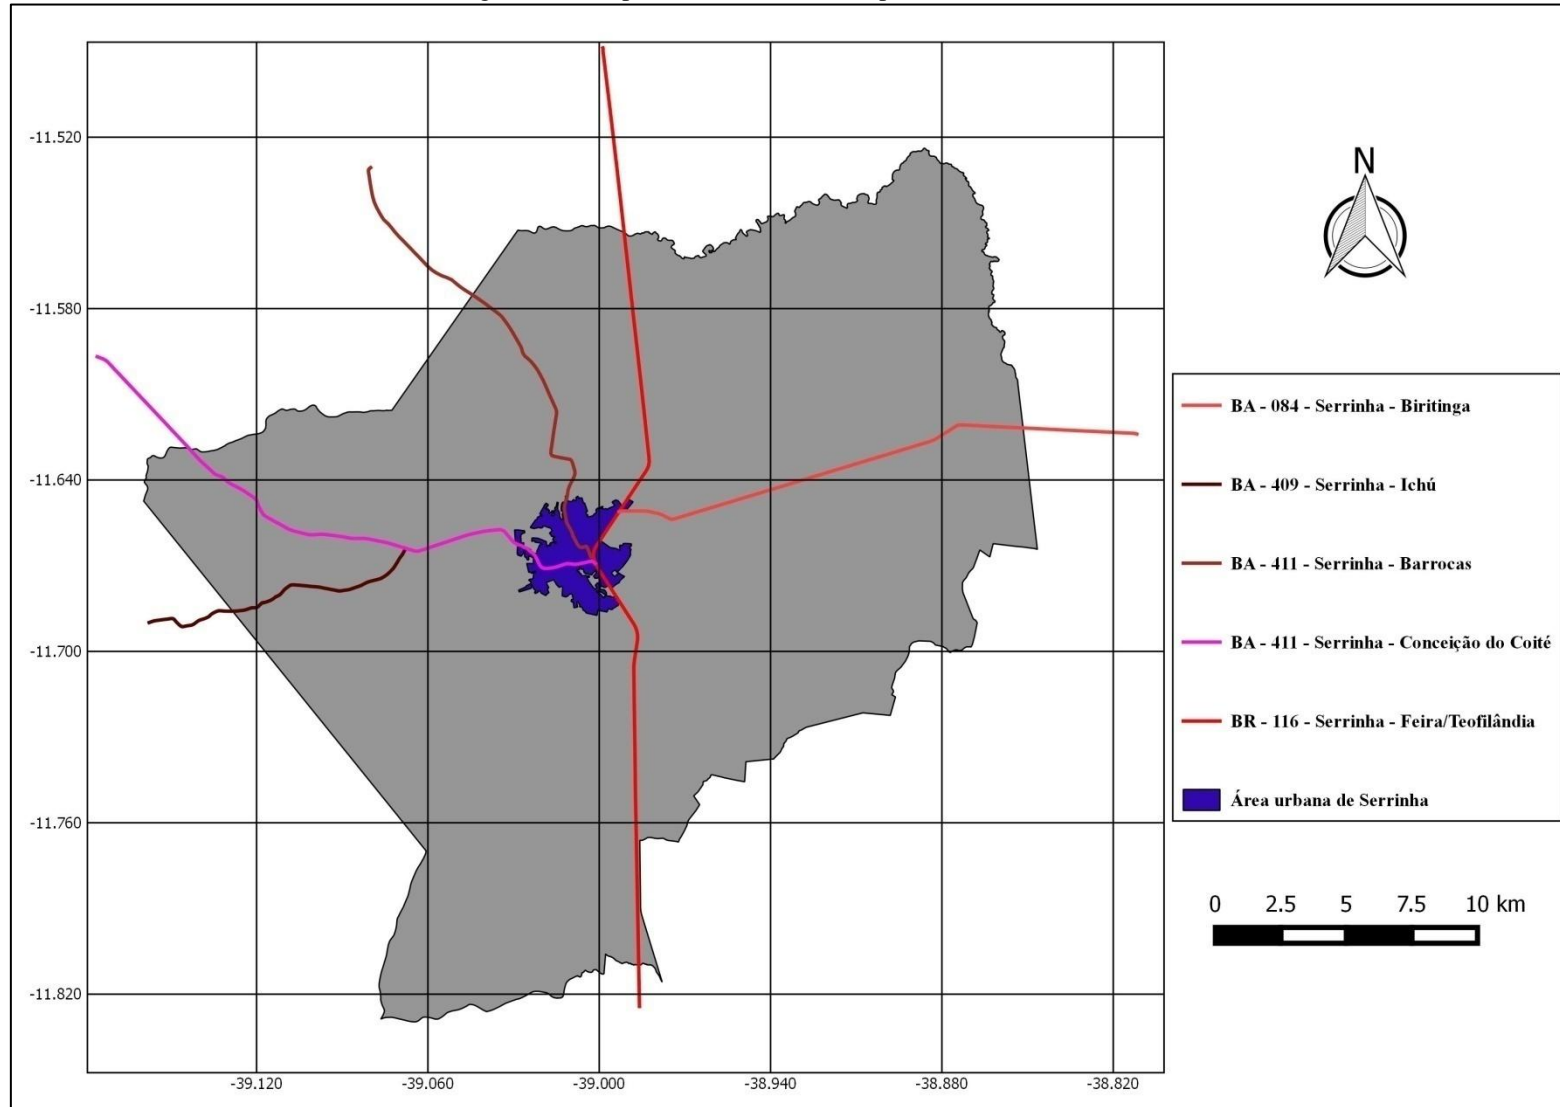 -11.520
-11.580
-11.640
-11.700
-11.760
-11.820
-39.120
-39.060
-39.000
-38.940
-38.880
-38.820
N
BA - 084 - Serrinha - Biritinga
BA - 409 - Serrinha - Ichú
BA - 411 - Serrinha - Barrocas
BA - 411 - Serrinha - Conceição do Coité
BR - 116 - Serrinha - Feira/Teofilândia
Área urbana de Serrinha
0 2.5 5 7.5 10 km